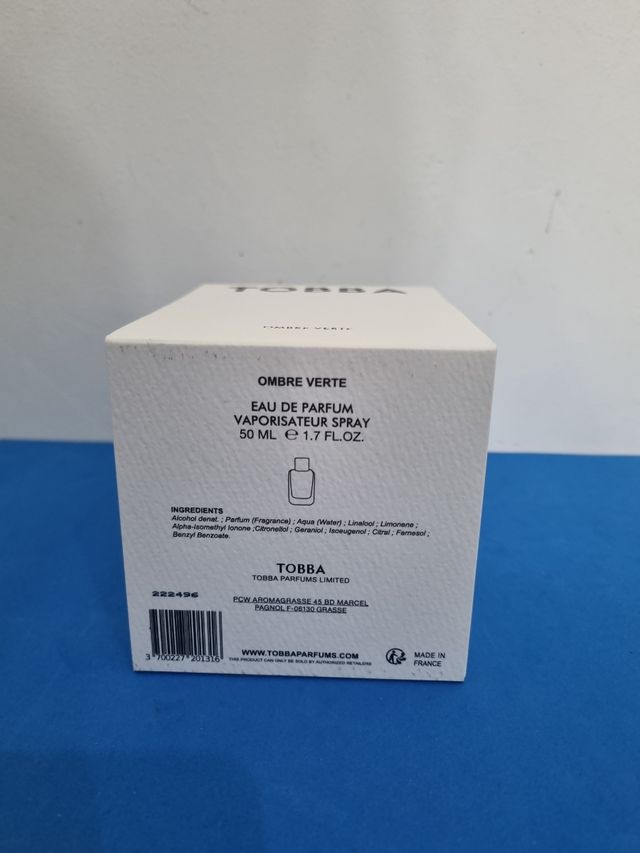 TOBBA
OMBRE VERTE
OMBRE VERTE
EAU DE PARFUM
VAPORISATEUR SPRAY
50 ML ℮ 1.7 FL.OZ.
INGREDIENTS
Alcohol denat. ; Parfum (Fragrance) ; Aqua (Water) ; Linalool ; Limonene ;
Alpha-Isomethyl Ionone ;Citronellol ; Geraniol ; Isoeugenol ; Citral ; Farnesol ;
Benzyl Benzoate.
TOBBA
TOBBA PARFUMS LIMITED
222496
PCW AROMAGRASSE 45 BD MARCEL
PAGNOL F-06130 GRASSE
WWW.TOBBAPARFUMS.COM
THIS PRODUCT CAN ONLY BE SOLD BY AUTHORIZED RETAILERS
3 700227 201316
MADE IN
FRANCE